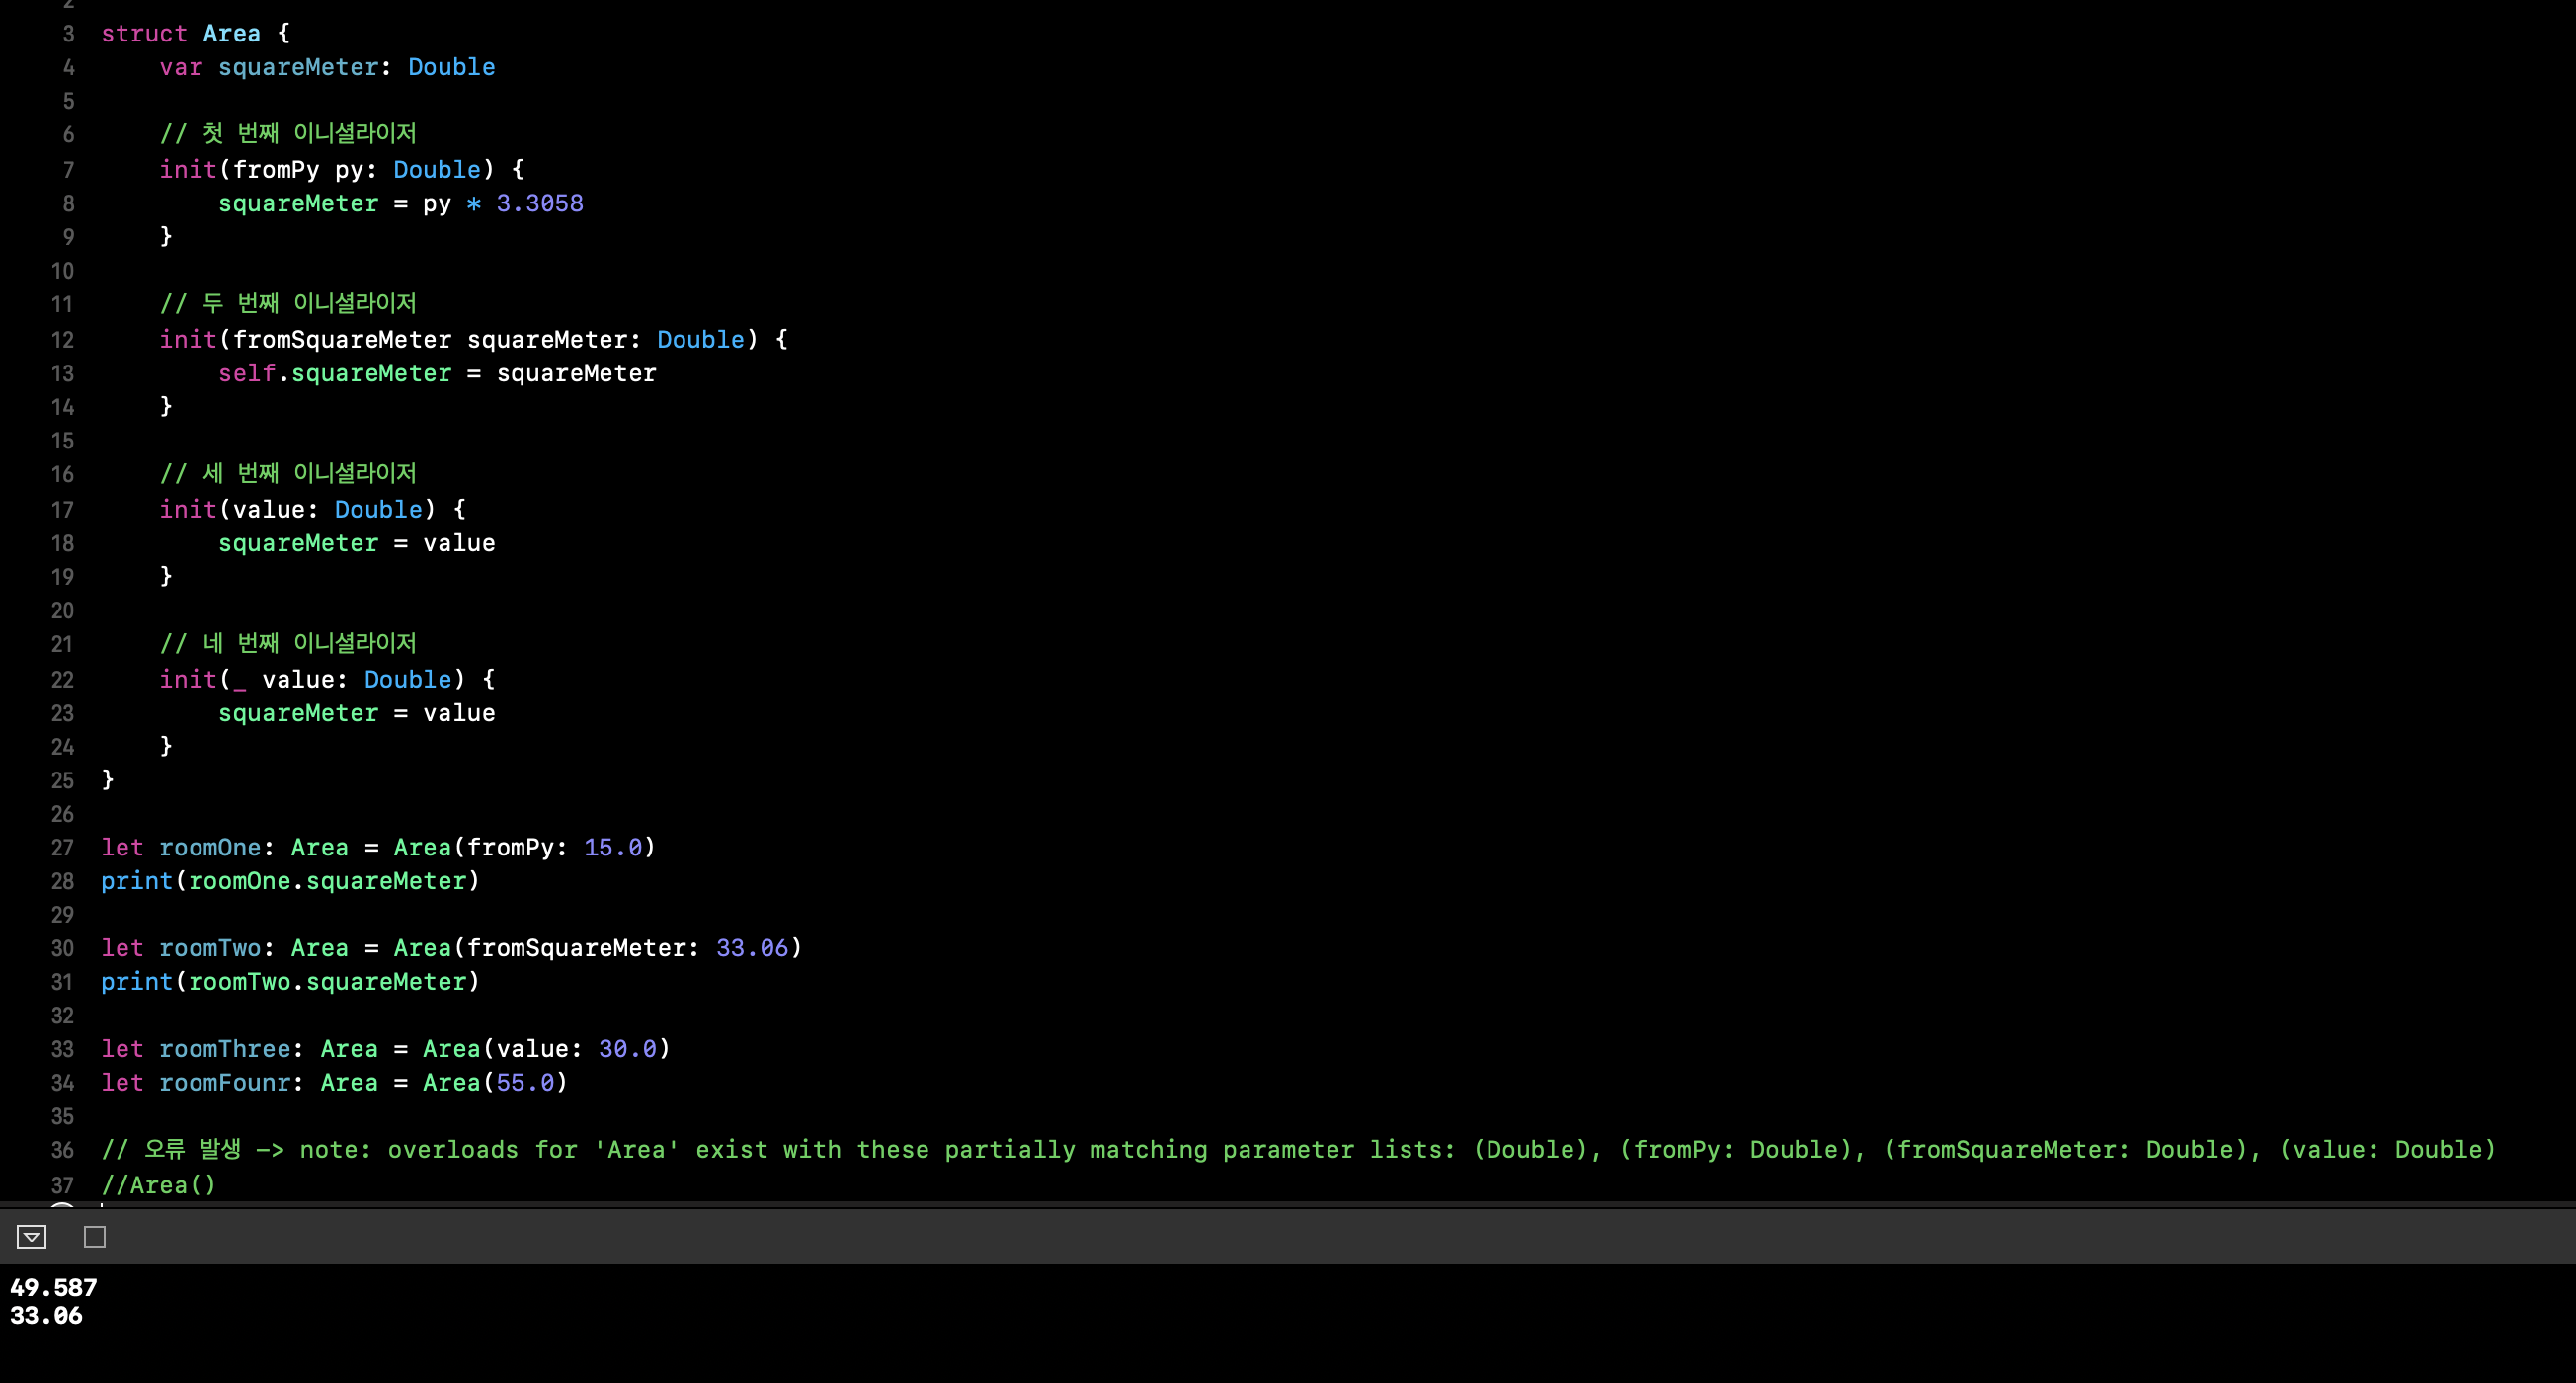 2
3 struct Area {
4     var squareMeter: Double
5
6     // 첫 번째 이니셜라이저
7     init(fromPy py: Double) {
8         squareMeter = py * 3.3058
9     }
10
11     // 두 번째 이니셜라이저
12     init(fromSquareMeter squareMeter: Double) {
13         self.squareMeter = squareMeter
14     }
15
16     // 세 번째 이니셜라이저
17     init(value: Double) {
18         squareMeter = value
19     }
20
21     // 네 번째 이니셜라이저
22     init(_ value: Double) {
23         squareMeter = value
24     }
25 }
26
27 let roomOne: Area = Area(fromPy: 15.0)
28 print(roomOne.squareMeter)
29
30 let roomTwo: Area = Area(fromSquareMeter: 33.06)
31 print(roomTwo.squareMeter)
32
33 let roomThree: Area = Area(value: 30.0)
34 let roomFounr: Area = Area(55.0)
35
36 // 오류 발생 -> note: overloads for 'Area' exist with these partially matching parameter lists: (Double), (fromPy: Double), (fromSquareMeter: Double), (value: Double)
37 //Area()
49.587
33.06